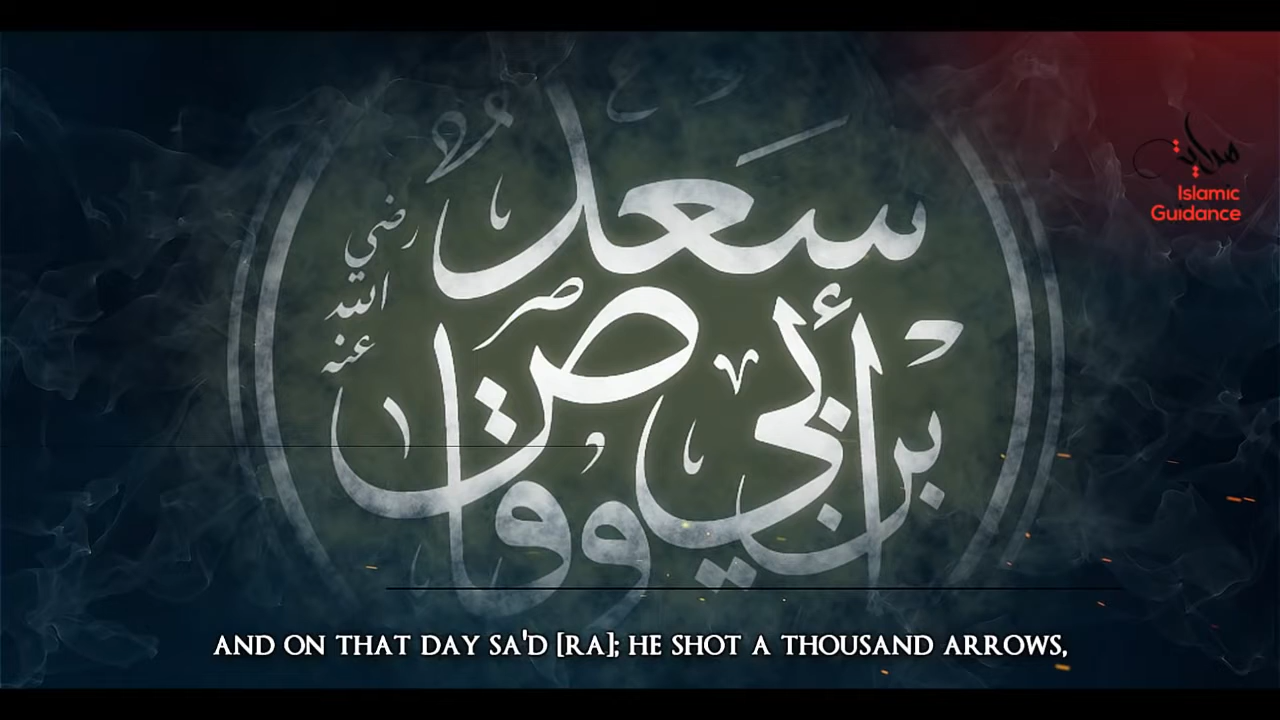 سعد
بن أبي وقاص
رضي
الله
عنه
هداية
Islamic
Guidance
AND ON THAT DAY SA'D [RA]; HE SHOT A THOUSAND ARROWS,